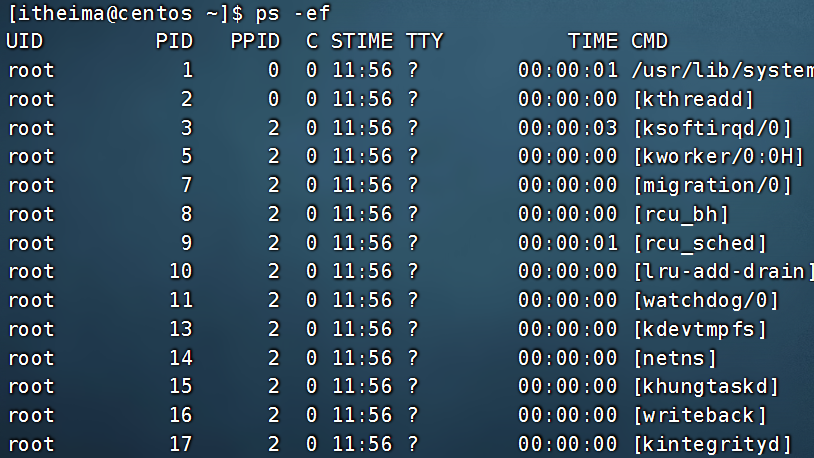 [itheima@centos ~]$ ps -ef
UID PID PPID C STIME TTY TIME CMD
root 1 0 0 11:56 ? 00:00:01 /usr/lib/system
root 2 0 0 11:56 ? 00:00:00 [kthreadd]
root 3 2 0 11:56 ? 00:00:03 [ksoftirqd/0]
root 5 2 0 11:56 ? 00:00:00 [kworker/0:0H]
root 7 2 0 11:56 ? 00:00:00 [migration/0]
root 8 2 0 11:56 ? 00:00:00 [rcu_bh]
root 9 2 0 11:56 ? 00:00:01 [rcu_sched]
root 10 2 0 11:56 ? 00:00:00 [lru-add-drain]
root 11 2 0 11:56 ? 00:00:00 [watchdog/0]
root 13 2 0 11:56 ? 00:00:00 [kdevtmpfs]
root 14 2 0 11:56 ? 00:00:00 [netns]
root 15 2 0 11:56 ? 00:00:00 [khungtaskd]
root 16 2 0 11:56 ? 00:00:00 [writeback]
root 17 2 0 11:56 ? 00:00:00 [kintegrityd]